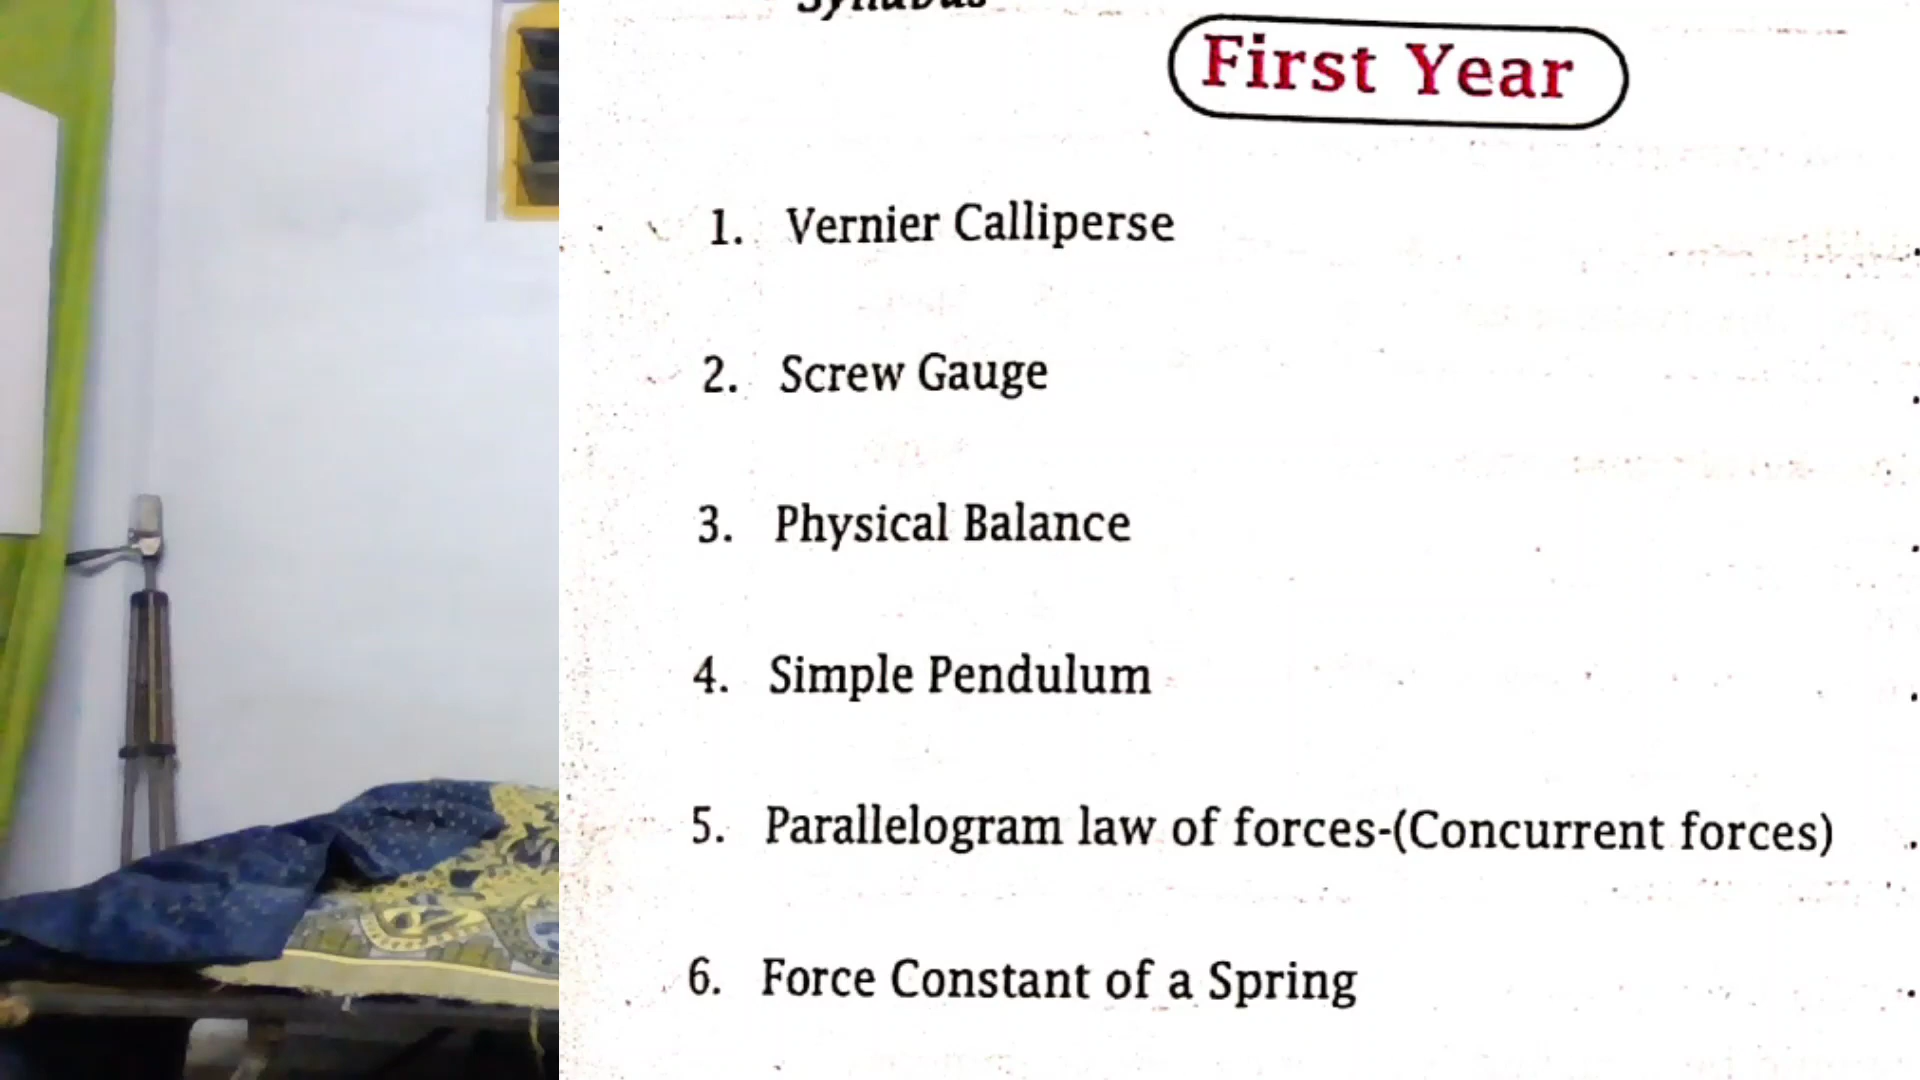 Syllabus
First Year
1. Vernier Calliperse
2. Screw Gauge
3. Physical Balance
4. Simple Pendulum
5. Parallelogram law of forces-(Concurrent forces)
6. Force Constant of a Spring